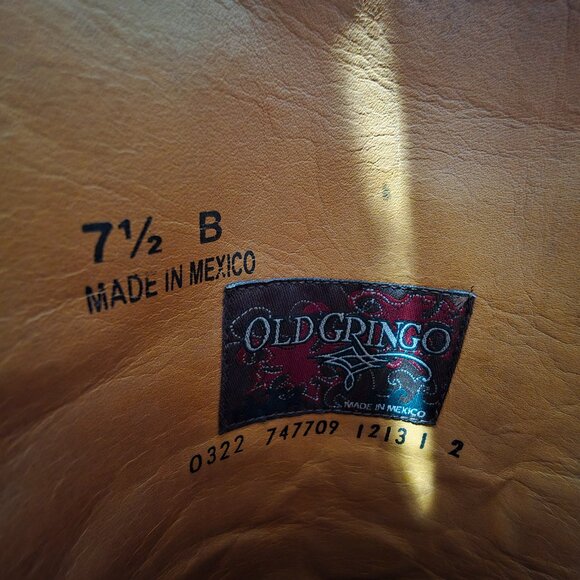 7½ B
MADE IN MEXICO
OLD GRINGO
MADE IN MEXICO
0322 747709 1213 1 2